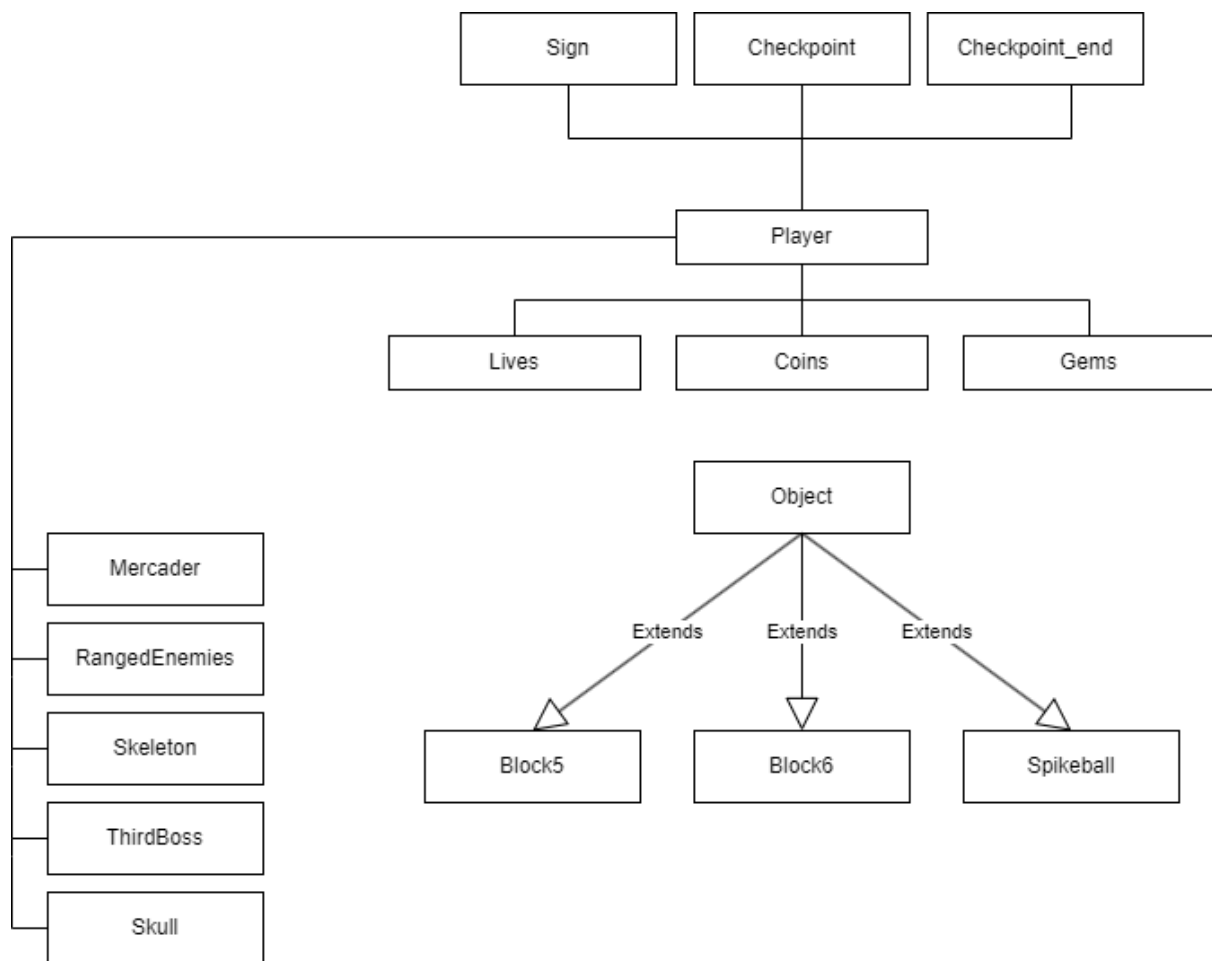 Sign
Checkpoint
Checkpoint_end
Player
Lives
Coins
Gems
Object
Mercader
Extends
Extends
Extends
RangedEnemies
Skeleton
Block5
Block6
Spikeball
ThirdBoss
Skull